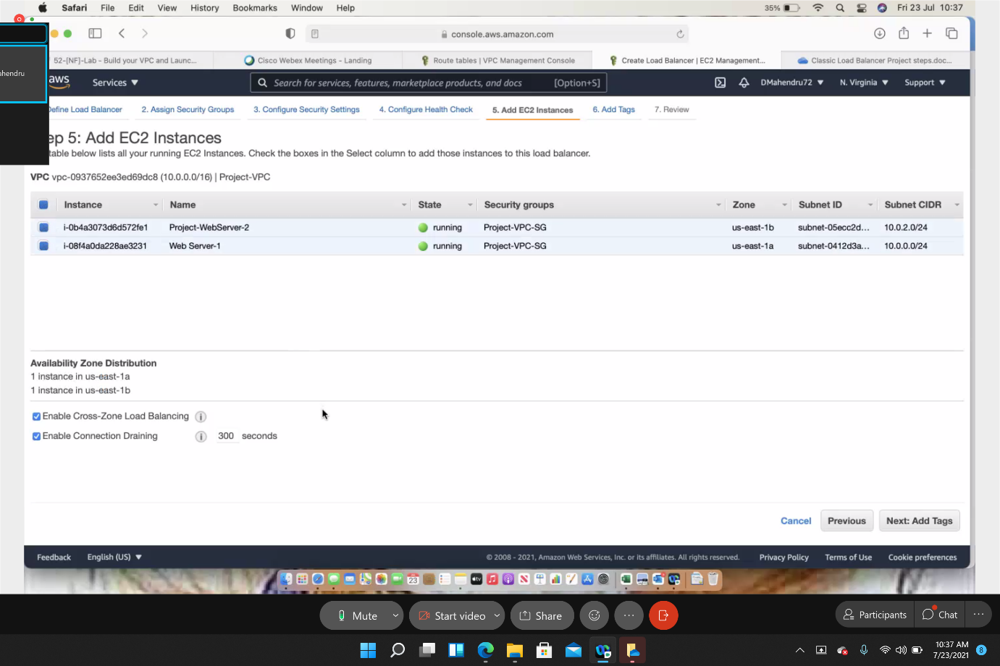 Safari File Edit View History Bookmarks Window Help 35% Fri 23 Jul 10:37
console.aws.amazon.com
52-[NF]-Lab - Build your VPC and Launc... Cisco Webex Meetings - Landing Route tables | VPC Management Console Create Load Balancer | EC2 Management... Classic Load Balancer Project steps.doc...
ahendru
aws Services Search for services, features, marketplace products, and docs [Option+S] DMahendru72 N. Virginia Support
efine Load Balancer 2. Assign Security Groups 3. Configure Security Settings 4. Configure Health Check 5. Add EC2 Instances 6. Add Tags 7. Review
ep 5: Add EC2 Instances
table below lists all your running EC2 Instances. Check the boxes in the Select column to add those instances to this load balancer.
VPC vpc-0937652ee3ed69dc8 (10.0.0.0/16) | Project-VPC
Instance Name State Security groups Zone Subnet ID Subnet CIDR
i-0b4a3073d6d572fe1 Project-WebServer-2 running Project-VPC-SG us-east-1b subnet-05ecc2d... 10.0.2.0/24
i-08f4a0da228ae3231 Web Server-1 running Project-VPC-SG us-east-1a subnet-0412d3a... 10.0.0.0/24
Availability Zone Distribution
1 instance in us-east-1a
1 instance in us-east-1b
Enable Cross-Zone Load Balancing i
Enable Connection Draining i 300 seconds
Cancel Previous Next: Add Tags
Feedback English (US) © 2008 - 2021, Amazon Web Services, Inc. or its affiliates. All rights reserved. Privacy Policy Terms of Use Cookie preferences
23 tv
Mute Start video Share ... Participants Chat ...
10:37 AM
7/23/2021 8